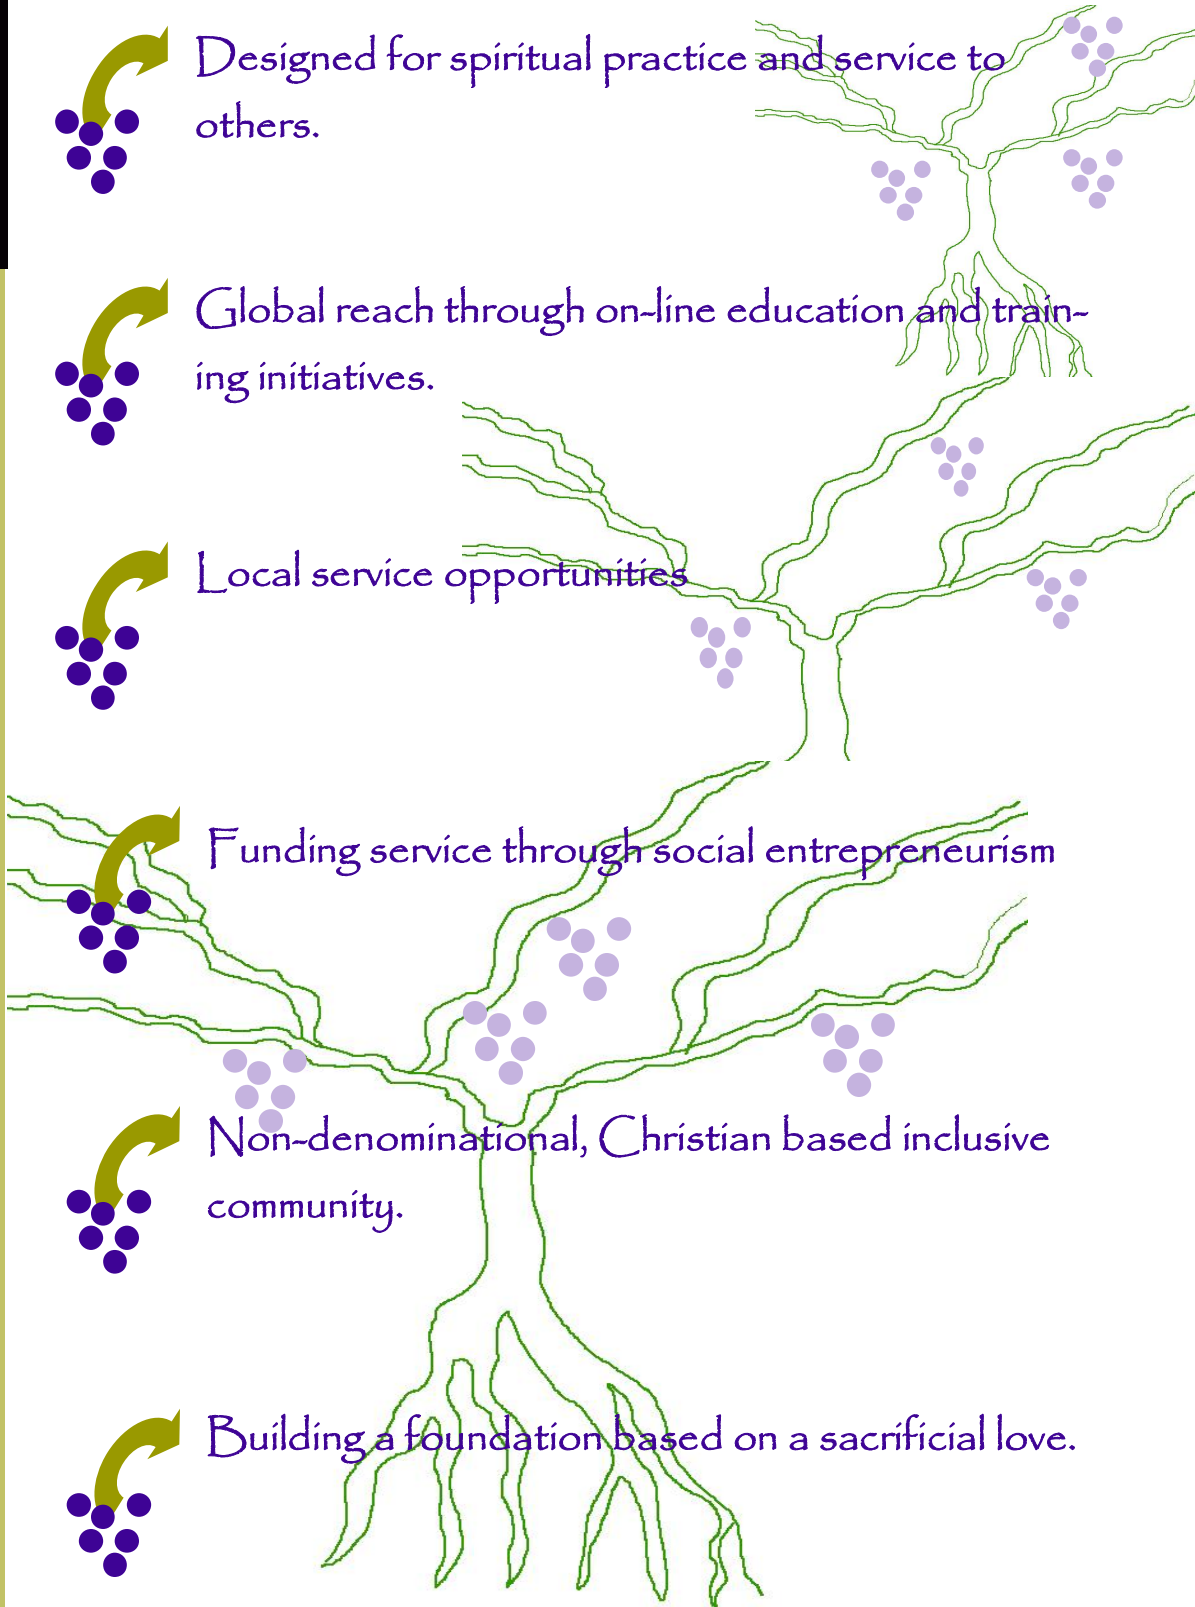 Designed for spiritual practice and service to
others.
Global reach through on-line education and train-
ing initiatives.
Local service opportunities
Funding service through social entrepreneurism
Non-denominational, Christian based inclusive
community.
Building a foundation based on a sacrificial love.